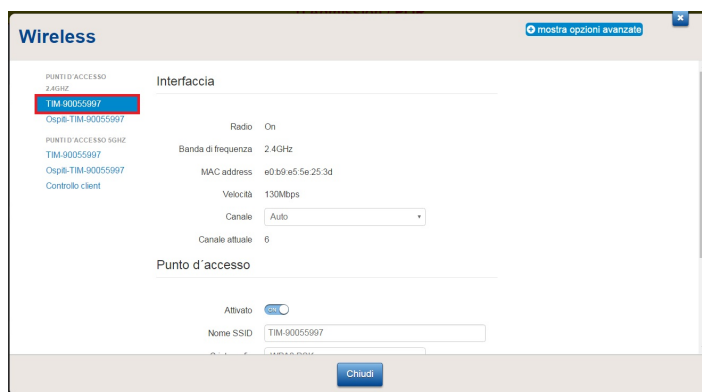 Wireless
mostra opzioni avanzate
PUNTI D'ACCESSO
2.4GHZ
TIM-90055997
Ospiti-TIM-90055997
PUNTI D'ACCESSO 5GHZ
TIM-90055997
Ospiti-TIM-90055997
Controllo client
Interfaccia
Radio On
Banda di frequenza 2.4GHz
MAC address e0:b9:e5:5e:25:3d
Velocità 130Mbps
Canale Auto
Canale attuale 6
Punto d´accesso
Attivato ON
Nome SSID TIM-90055997
Chiudi